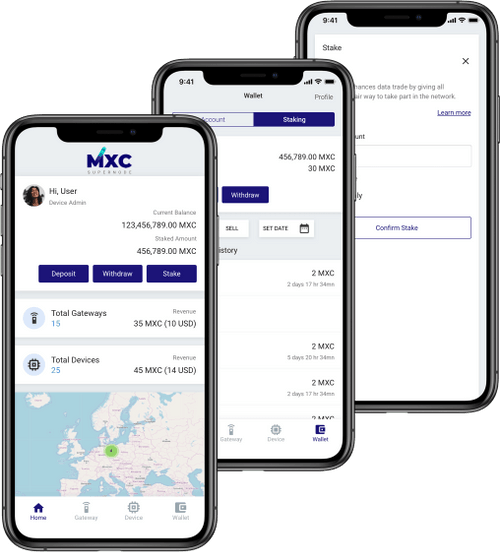 9:41
Stake
nances data trade by giving all
air way to take part in the network.
Learn more
unt
ly
Confirm Stake
9:41
Wallet
Profile
Account
Staking
456,789.00 MXC
30 MXC
Withdraw
SELL
SET DATE
istory
2 MXC
2 days 17 hr 34mn
2 MXC
5 days 20 hr 34mn
2 MXC
2 days 17 hr 34mn
2 MXC
Gateway
Device
Wallet
9:41
MXC
SUPERNODE
Hi, User
Device Admin
Current Balance
123,456,789.00 MXC
Staked Amount
456,789.00 MXC
Deposit
Withdraw
Stake
Total Gateways
Revenue
15
35 MXC (10 USD)
Total Devices
Revenue
25
45 MXC (14 USD)
4
Home
Gateway
Device
Wallet